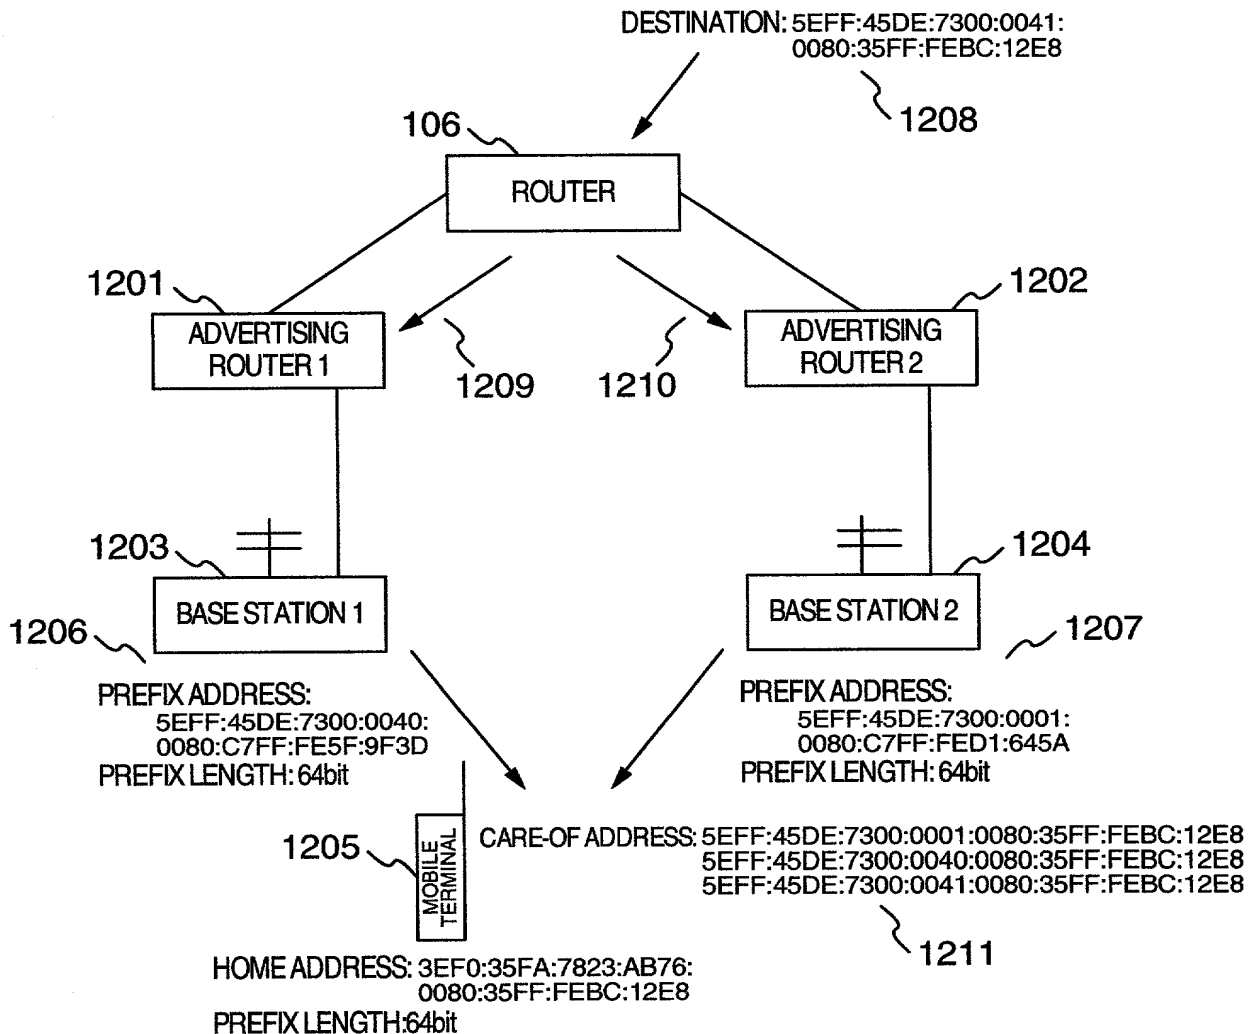 DESTINATION: 5EFF:45DE:7300:0041:
0080:35FF:FEBC:12E8
1208
106
ROUTER
1201
1202
ADVERTISING
ROUTER 1
ADVERTISING
ROUTER 2
1209
1210
1203
1204
BASE STATION 1
BASE STATION 2
1206
1207
PREFIX ADDRESS:
5EFF:45DE:7300:0040:
0080:C7FF:FE5F:9F3D
PREFIX LENGTH: 64bit
PREFIX ADDRESS:
5EFF:45DE:7300:0001:
0080:C7FF:FED1:645A
PREFIX LENGTH: 64bit
1205
MOBILE
TERMINAL
CARE-OF ADDRESS: 5EFF:45DE:7300:0001:0080:35FF:FEBC:12E8
5EFF:45DE:7300:0040:0080:35FF:FEBC:12E8
5EFF:45DE:7300:0041:0080:35FF:FEBC:12E8
1211
HOME ADDRESS: 3EF0:35FA:7823:AB76:
0080:35FF:FEBC:12E8
PREFIX LENGTH:64bit